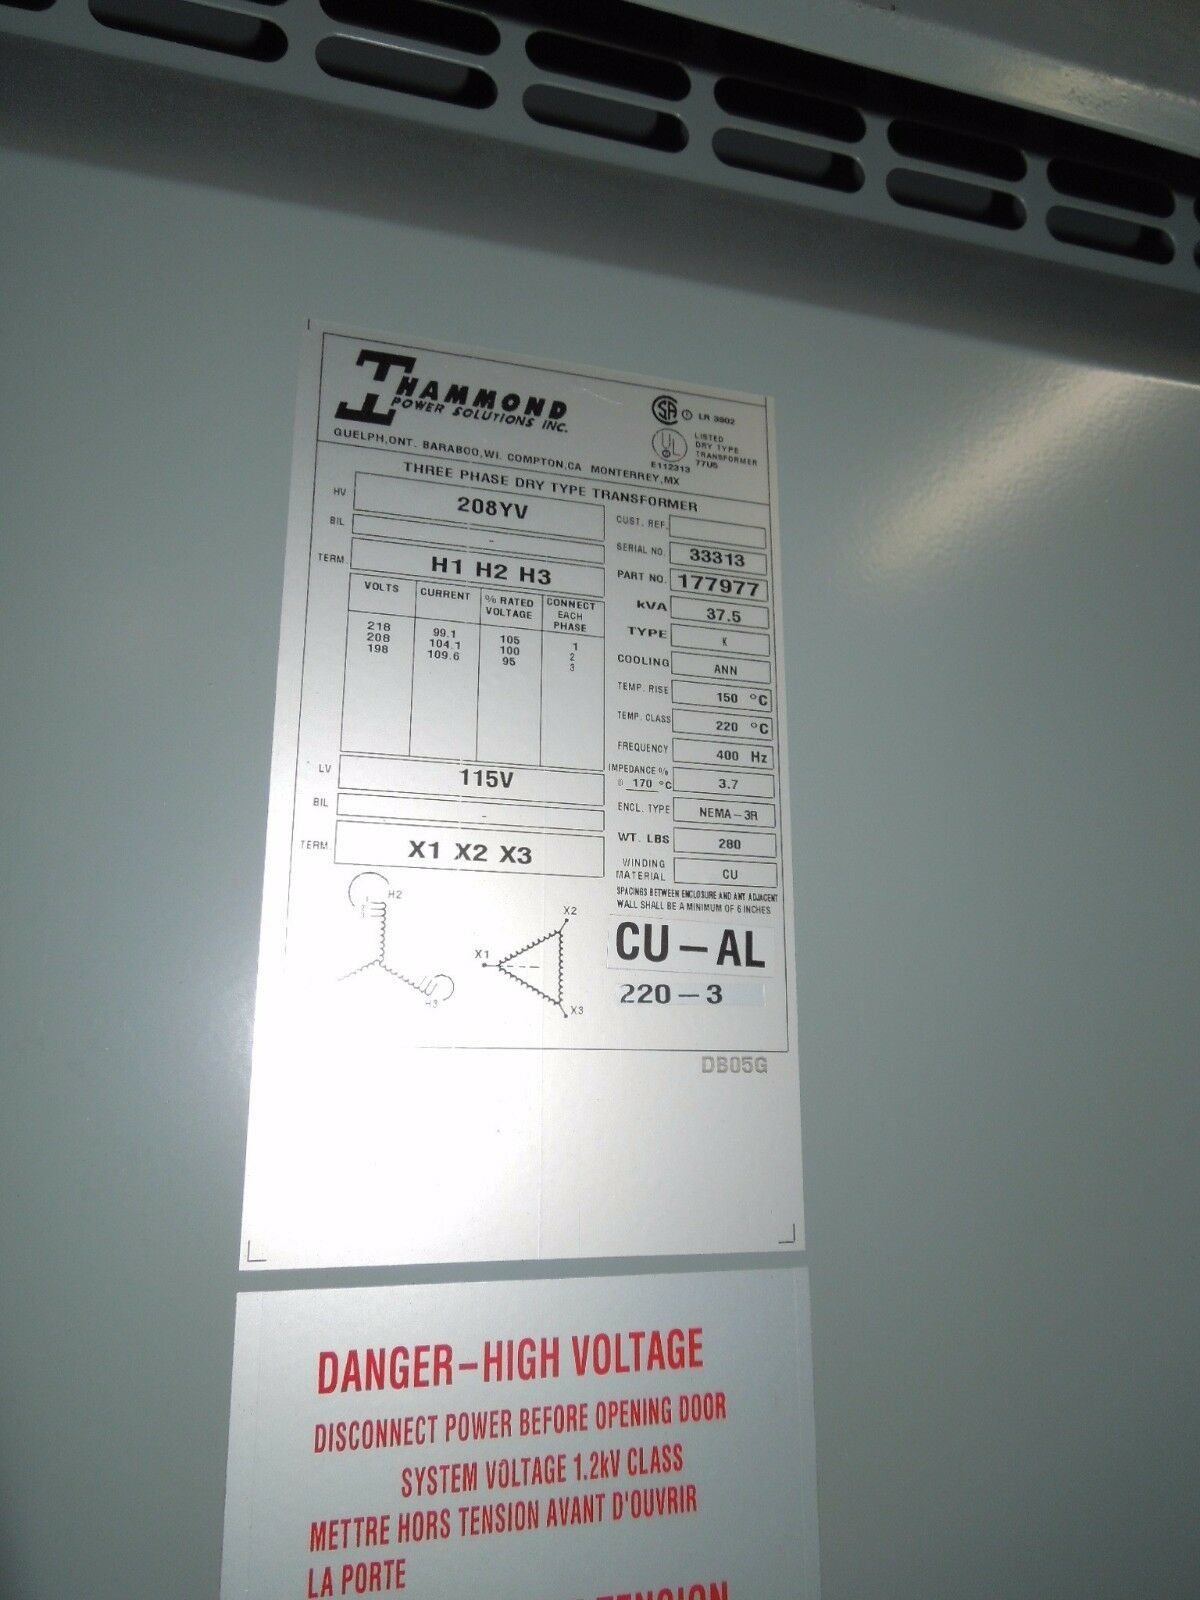 HAMMOND
POWER SOLUTIONS INC.
GUELPH,ONT. BARABOO,WI. COMPTON,CA MONTERREY,MX
SA LR 3902
UL LISTED
DRY TYPE
TRANSFORMER
77U5
E112313
THREE PHASE DRY TYPE TRANSFORMER
HV 208YV
BIL -
TERM. H1 H2 H3
VOLTS CURRENT % RATED VOLTAGE CONNECT EACH PHASE
218 99.1 105 1
208 104.1 100 2
198 109.6 95 3
LV 115V
BIL -
TERM. X1 X2 X3
CUST. REF.
SERIAL NO. 33313
PART NO. 177977
kVA 37.5
TYPE K
COOLING ANN
TEMP. RISE 150 °C
TEMP. CLASS 220 °C
FREQUENCY 400 Hz
IMPEDANCE %
@ 170 °C 3.7
ENCL. TYPE NEMA-3R
WT. LBS 280
WINDING
MATERIAL CU
SPACINGS BETWEEN ENCLOSURE AND ANY ADJACENT
WALL SHALL BE A MINIMUM OF 6 INCHES
H2
H3
X1
X2
X3
CU-AL
220-3
DB05G
DANGER-HIGH VOLTAGE
DISCONNECT POWER BEFORE OPENING DOOR
SYSTEM VOLTAGE 1.2kV CLASS
METTRE HORS TENSION AVANT D'OUVRIR
LA PORTE
TENSION